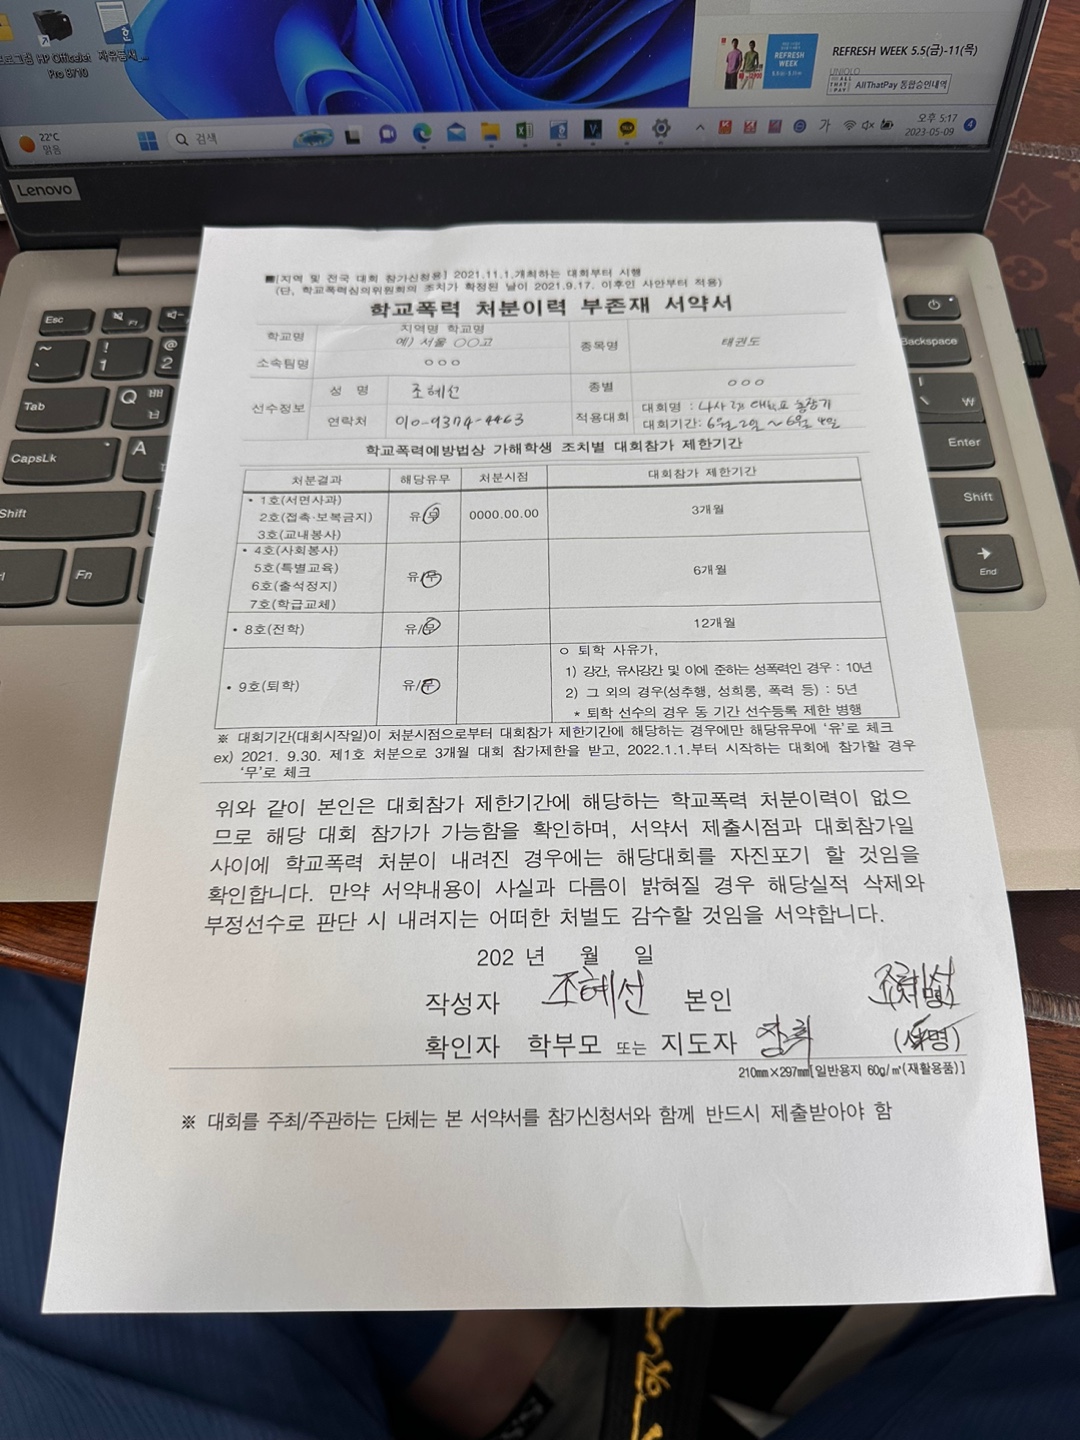 HP OfficeJet
Pro 8710
REFRESH
WEEK
REFRESH WEEK 5.5(금)-11(목)
UNIQLO
AllThatPay 통합승인내역
22°C
맑음
검색
가
오후 5:17
2023-05-09
4
Lenovo
Esc
Backspace
Tab
Q ㅃ
ㅂ
CapsLk
A
Enter
Shift
Shift
Fn
End
■[지역 및 전국 대회 참가신청용] 2021.11.1.개최하는 대회부터 시행
(단, 학교폭력심의위원회의 조치가 확정된 날이 2021.9.17. 이후인 사안부터 적용)
학교폭력 처분이력 부존재 서약서
학교명 지역명 학교명 종목명 태권도
예) 서울 ○○고
소속팀명 ○○○
선수정보 성 명 조혜선 종별 ○○○
연락처 010-9374-4463 적용대회 대회명 : 나사렛 대학교 총장기
대회기간: 6월 2일 ~ 6월 4일
학교폭력예방법상 가해학생 조치별 대회참가 제한기간
처분결과 해당유무 처분시점 대회참가 제한기간
• 1호(서면사과)
2호(접촉·보복금지) 유/무 0000.00.00 3개월
3호(교내봉사)
• 4호(사회봉사)
5호(특별교육) 유/무 6개월
6호(출석정지)
7호(학급교체)
• 8호(전학) 유/무 12개월
• 9호(퇴학) 유/무 ○ 퇴학 사유가,
1) 강간, 유사강간 및 이에 준하는 성폭력인 경우 : 10년
2) 그 외의 경우(성추행, 성희롱, 폭력 등) : 5년
* 퇴학 선수의 경우 동 기간 선수등록 제한 병행
※ 대회기간(대회시작일)이 처분시점으로부터 대회참가 제한기간에 해당하는 경우에만 해당유무에 '유'로 체크
ex) 2021. 9.30. 제1호 처분으로 3개월 대회 참가제한을 받고, 2022.1.1.부터 시작하는 대회에 참가할 경우
'무'로 체크
위와 같이 본인은 대회참가 제한기간에 해당하는 학교폭력 처분이력이 없으
므로 해당 대회 참가가 가능함을 확인하며, 서약서 제출시점과 대회참가일
사이에 학교폭력 처분이 내려진 경우에는 해당대회를 자진포기 할 것임을
확인합니다. 만약 서약내용이 사실과 다름이 밝혀질 경우 해당실적 삭제와
부정선수로 판단 시 내려지는 어떠한 처벌도 감수할 것임을 서약합니다.
202 년 월 일
작성자 조혜선 본인 조혜선 (서명)
확인자 학부모 또는 지도자 (서명)
210㎜×297㎜[일반용지 60g/㎡(재활용품)]
※ 대회를 주최/주관하는 단체는 본 서약서를 참가신청서와 함께 반드시 제출받아야 함